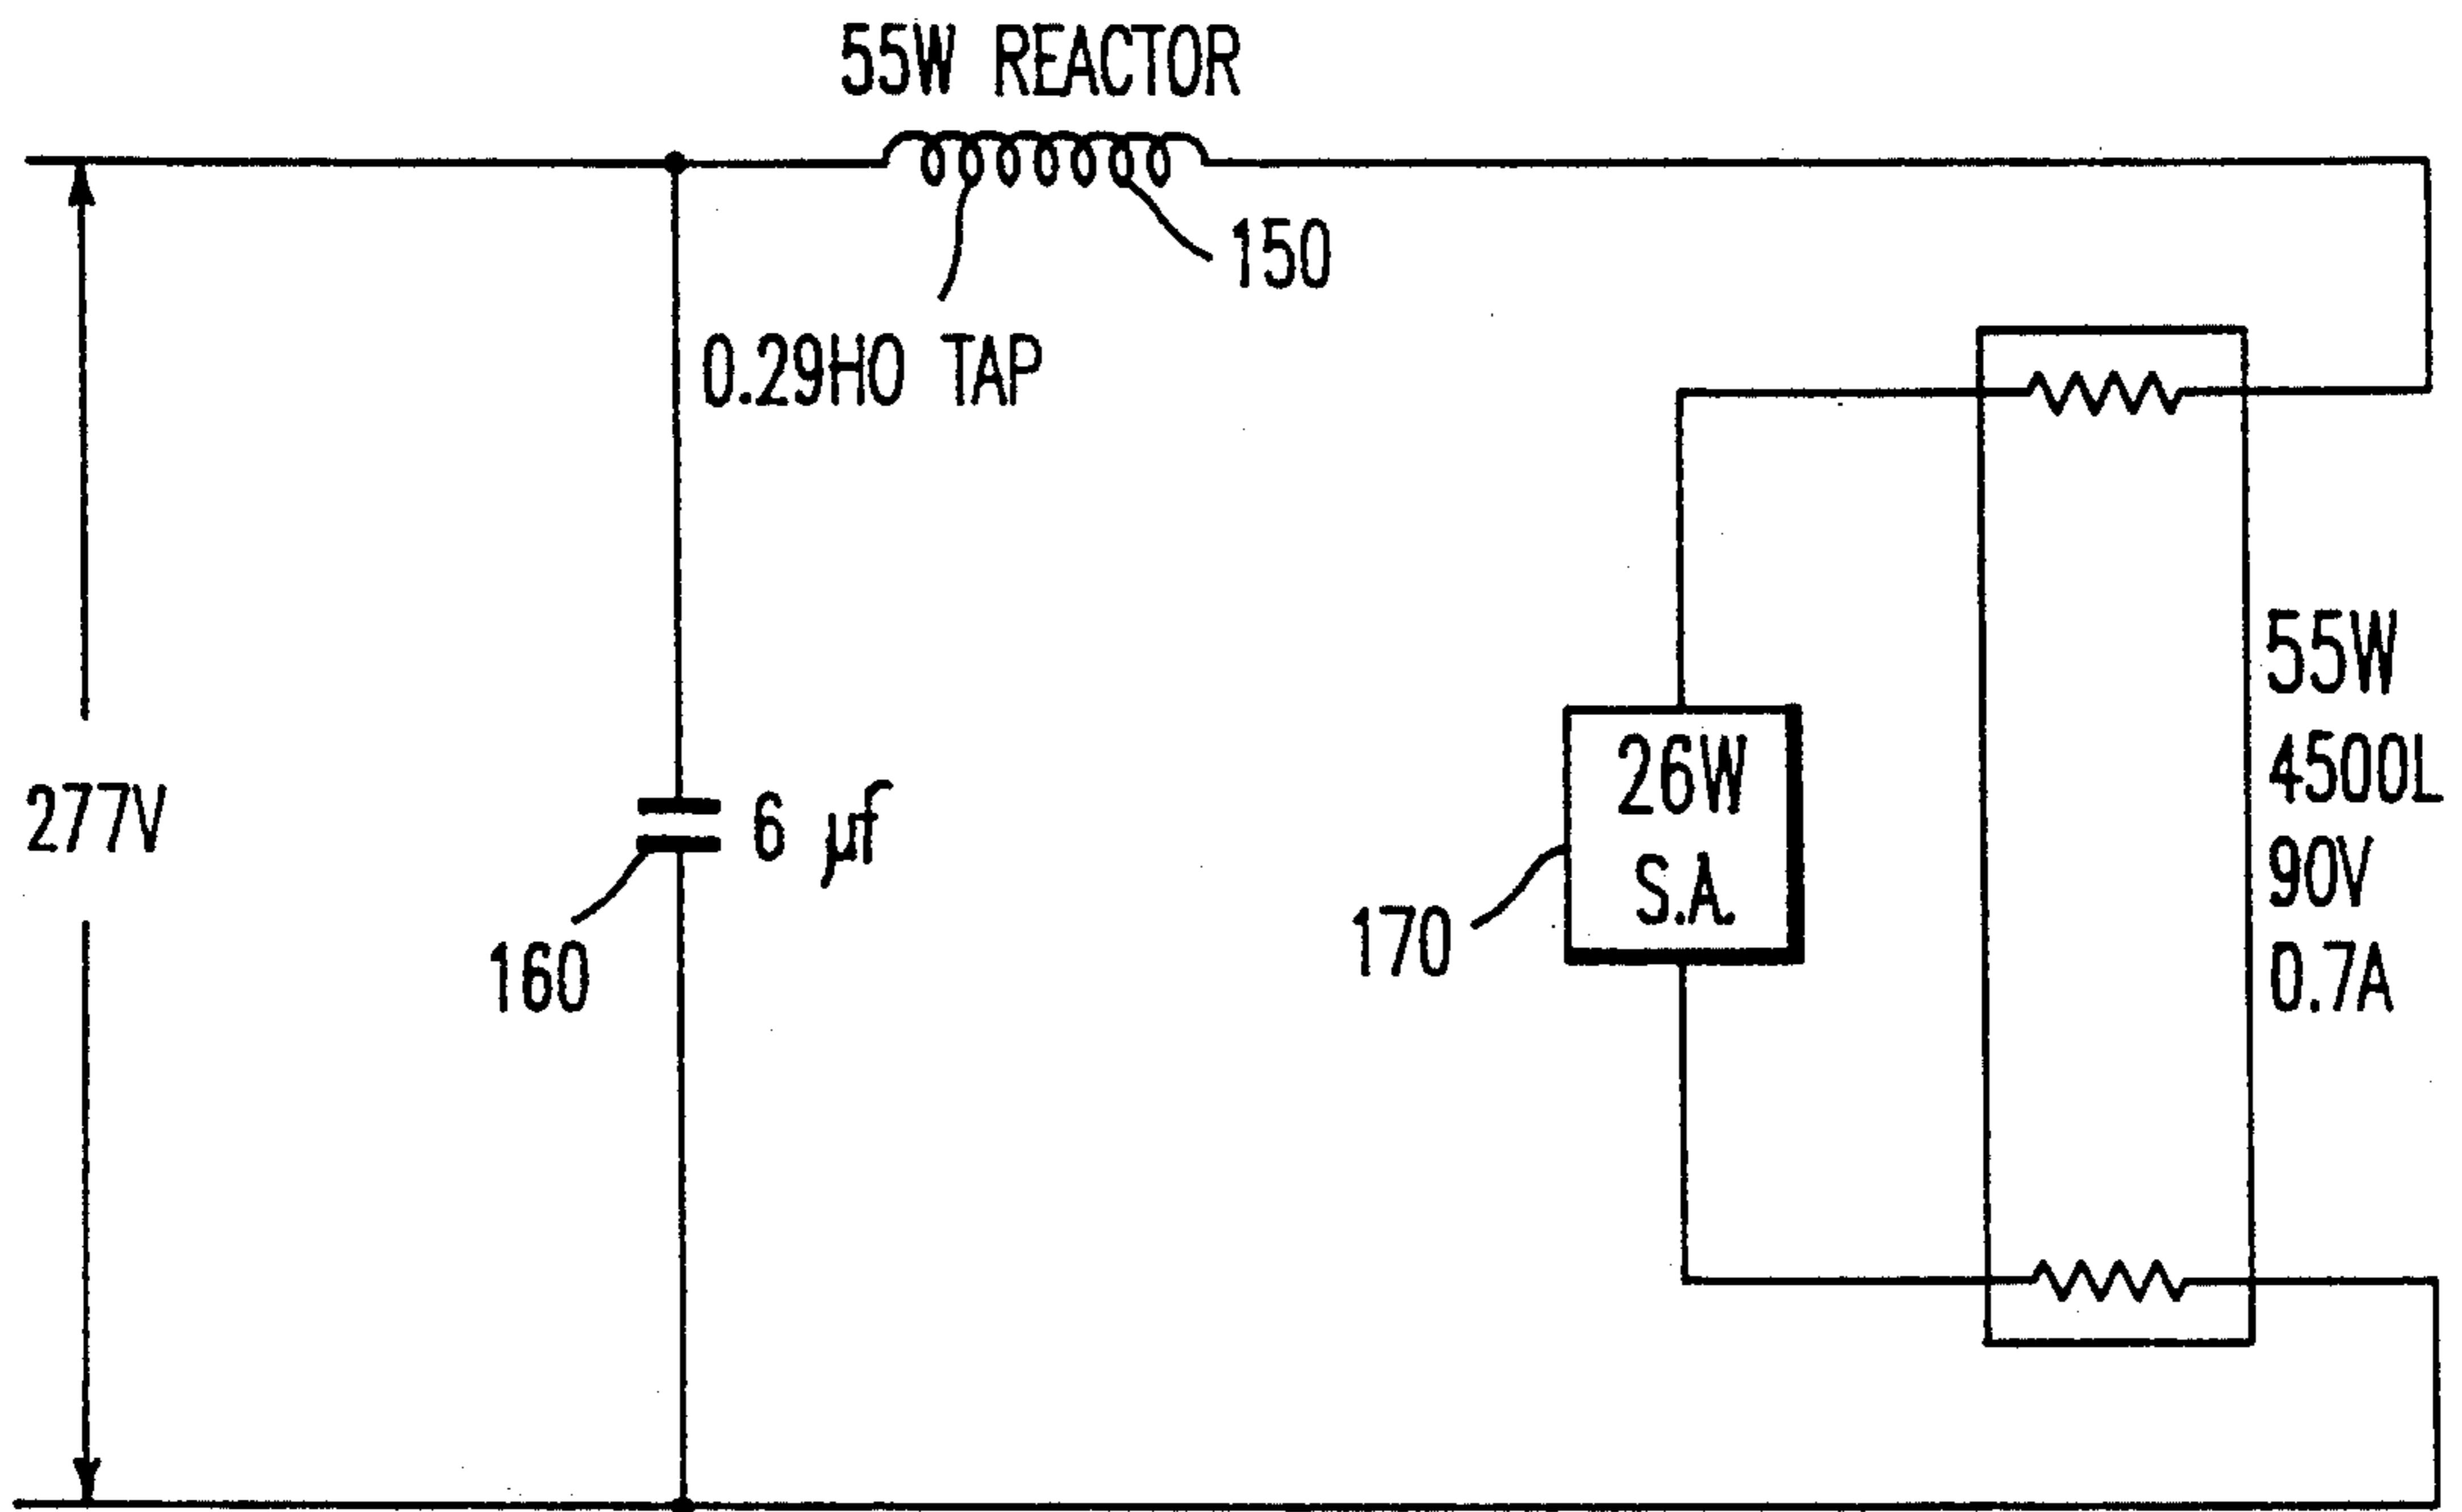 55W REACTOR
150
0.29HO TAP
277V
6 µf
160
26W
S.A.
170
55W
4500L
90V
0.7A